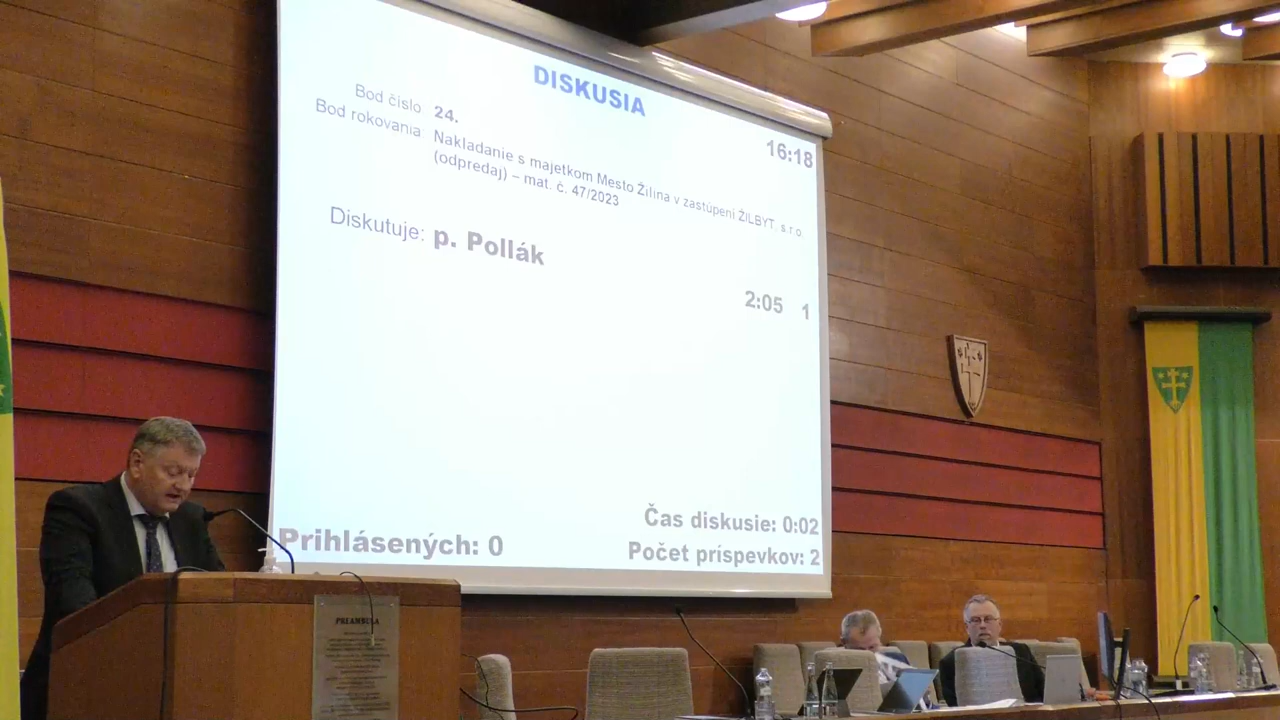 DISKUSIA
Bod číslo 24.
16:18
Bod rokovania: Nakladanie s majetkom Mesto Žilina v zastúpení ŽILBYT, s.r.o.
(odpredaj) – mat. č. 47/2023
Diskutuje: p. Pollák
2:05 1
Čas diskusie: 0:02
Prihlásených: 0
Počet príspevkov: 2
PREAMBULA